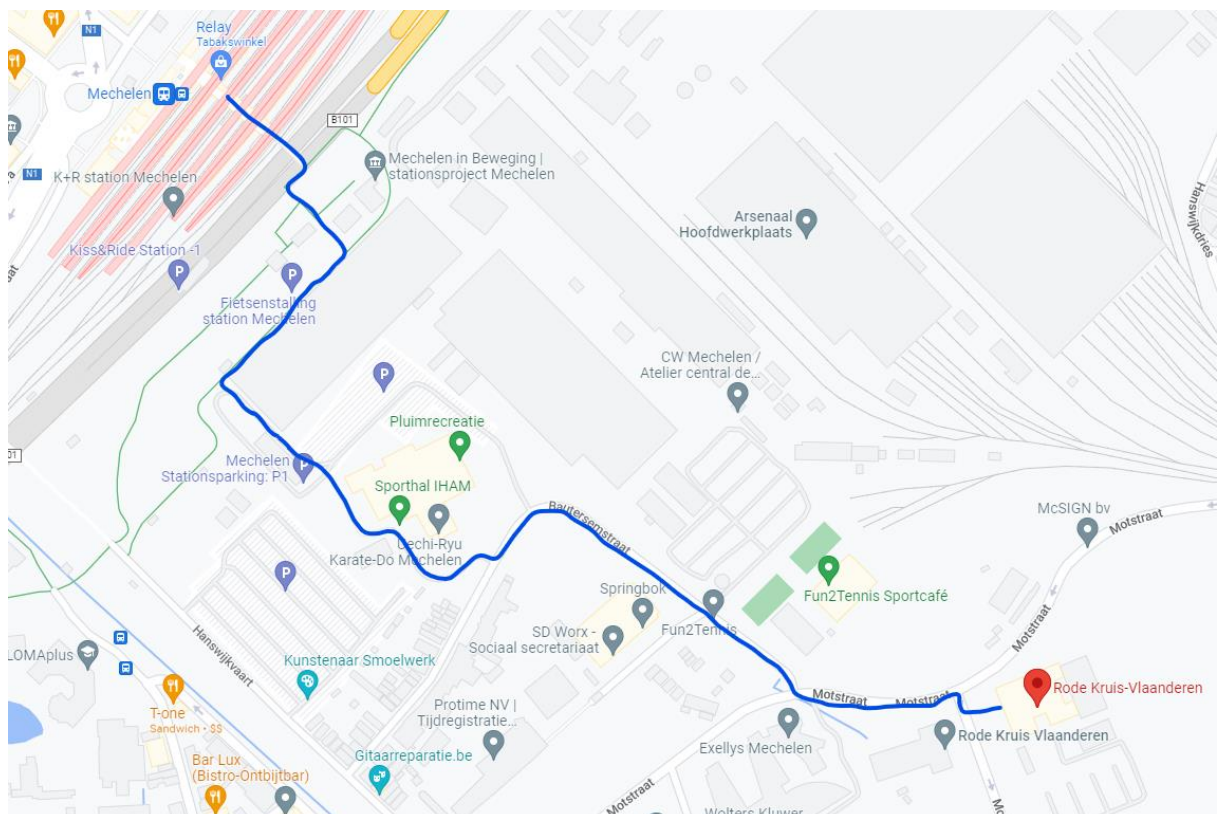 N1
Relay
Tabakswinkel
Mechelen
B101
N1
K+R station Mechelen
Mechelen in Beweging |
stationsproject Mechelen
Arsenaal
Hoofdwerkplaats
Hanswijkdries
Kiss&Ride Station -1
P
P
Fietsenstalling
station Mechelen
CW Mechelen /
Atelier central de...
P
Pluimrecreatie
01
Mechelen
Stationsparking: P1
P
Sporthal IHAM
McSIGN bv
Motstraat
Bautersemstraat
Uechi-Ryu
Karate-Do Mechelen
P
Springbok
Fun2Tennis Sportcafé
Fun2Tennis
SD Worx -
Sociaal secretariaat
Motstraat
LOMAplus
Hanswijkvaart
Kunstenaar Smoelwerk
Motstraat
Motstraat
Rode Kruis-Vlaanderen
T-one
Sandwich • $$
Protime NV |
Tijdregistratie...
Rode Kruis Vlaanderen
Exellys Mechelen
Gitaarreparatie.be
Bar Lux
(Bistro-Ontbijtbar)
Motstraat
Wolters Kluwer